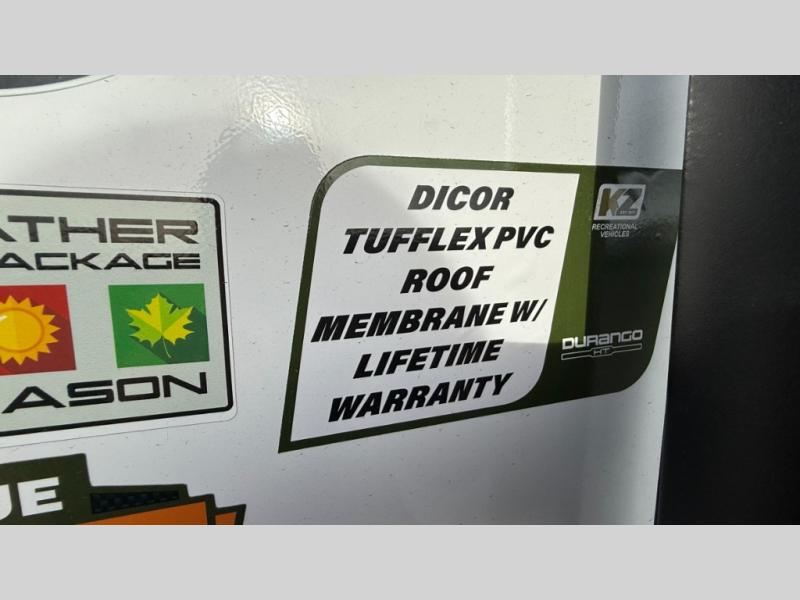 ATHER
ACKAGE
ASON
UE
DICOR
TUFFLEX PVC
ROOF
MEMBRANE W/
LIFETIME
WARRANTY
KZ
RECREATIONAL
VEHICLES
DURANGO
HT